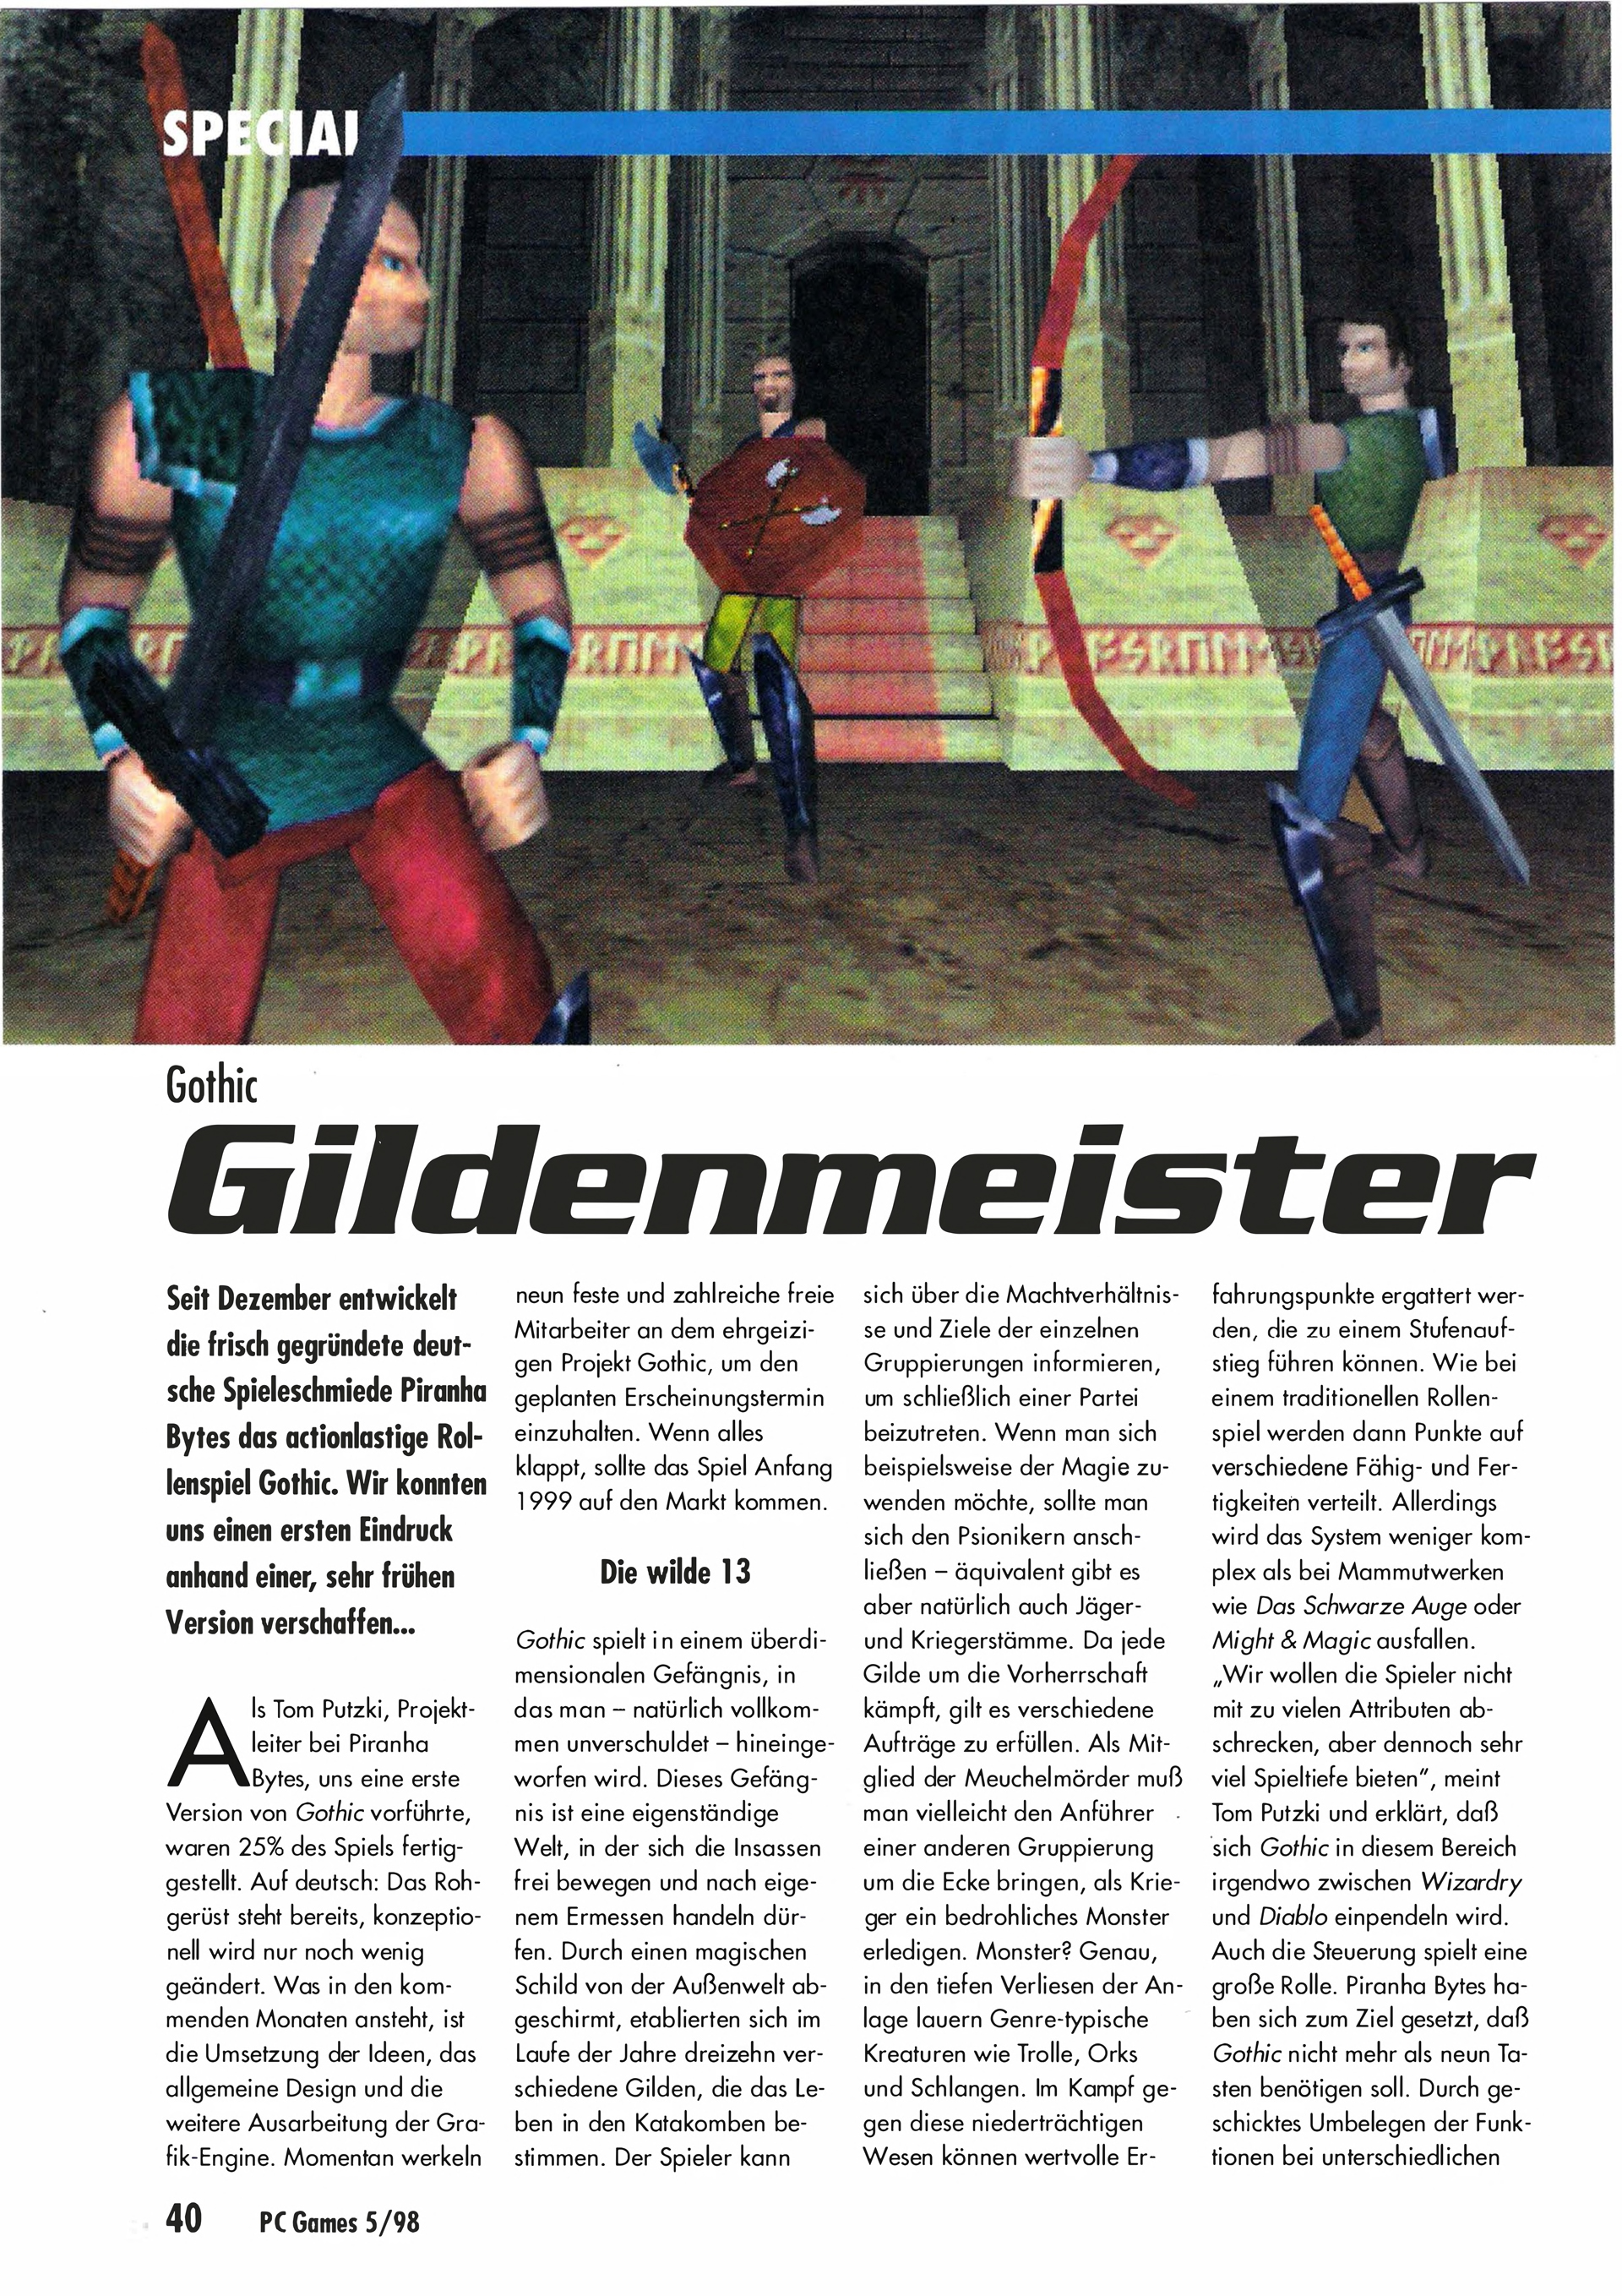 SPECIAL
Gothic
Gildenmeister
Seit Dezember entwickelt
die frisch gegründete deut-
sche Spieleschmiede Piranha
Bytes das actionlastige Rol-
lenspiel Gothic. Wir konnten
uns einen ersten Eindruck
anhand einer, sehr frühen
Version verschaffen...
Als Tom Putzki, Projekt-
leiter bei Piranha
Bytes, uns eine erste
Version von Gothic vorführte,
waren 25% des Spiels fertig-
gestellt. Auf deutsch: Das Roh-
gerüst steht bereits, konzeptio-
nell wird nur noch wenig
geändert. Was in den kom-
menden Monaten ansteht, ist
die Umsetzung der Ideen, das
allgemeine Design und die
weitere Ausarbeitung der Gra-
fik-Engine. Momentan werkeln
neun feste und zahlreiche freie
Mitarbeiter an dem ehrgeizi-
gen Projekt Gothic, um den
geplanten Erscheinungstermin
einzuhalten. Wenn alles
klappt, sollte das Spiel Anfang
1999 auf den Markt kommen.
Die wilde 13
Gothic spielt in einem überdi-
mensionalen Gefängnis, in
das man – natürlich vollkom-
men unverschuldet – hineinge-
worfen wird. Dieses Gefäng-
nis ist eine eigenständige
Welt, in der sich die Insassen
frei bewegen und nach eige-
nem Ermessen handeln dür-
fen. Durch einen magischen
Schild von der Außenwelt ab-
geschirmt, etablierten sich im
Laufe der Jahre dreizehn ver-
schiedene Gilden, die das Le-
ben in den Katakomben be-
stimmen. Der Spieler kann
sich über die Machtverhältnis-
se und Ziele der einzelnen
Gruppierungen informieren,
um schließlich einer Partei
beizutreten. Wenn man sich
beispielsweise der Magie zu-
wenden möchte, sollte man
sich den Psionikern ansch-
ließen – äquivalent gibt es
aber natürlich auch Jäger-
und Kriegerstämme. Da jede
Gilde um die Vorherrschaft
kämpft, gilt es verschiedene
Aufträge zu erfüllen. Als Mit-
glied der Meuchelmörder muß
man vielleicht den Anführer
einer anderen Gruppierung
um die Ecke bringen, als Krie-
ger ein bedrohliches Monster
erledigen. Monster? Genau,
in den tiefen Verliesen der An-
lage lauern Genre-typische
Kreaturen wie Trolle, Orks
und Schlangen. Im Kampf ge-
gen diese niederträchtigen
Wesen können wertvolle Er-
fahrungspunkte ergattert wer-
den, die zu einem Stufenauf-
stieg führen können. Wie bei
einem traditionellen Rollen-
spiel werden dann Punkte auf
verschiedene Fähig- und Fer-
tigkeiten verteilt. Allerdings
wird das System weniger kom-
plex als bei Mammutwerken
wie Das Schwarze Auge oder
Might & Magic ausfallen.
„Wir wollen die Spieler nicht
mit zu vielen Attributen ab-
schrecken, aber dennoch sehr
viel Spieltiefe bieten”, meint
Tom Putzki und erklärt, daß
sich Gothic in diesem Bereich
irgendwo zwischen Wizardry
und Diablo einpendeln wird.
Auch die Steuerung spielt eine
große Rolle. Piranha Bytes ha-
ben sich zum Ziel gesetzt, daß
Gothic nicht mehr als neun Ta-
sten benötigen soll. Durch ge-
schicktes Umbelegen der Funk-
tionen bei unterschiedlichen
40 PC Games 5/98